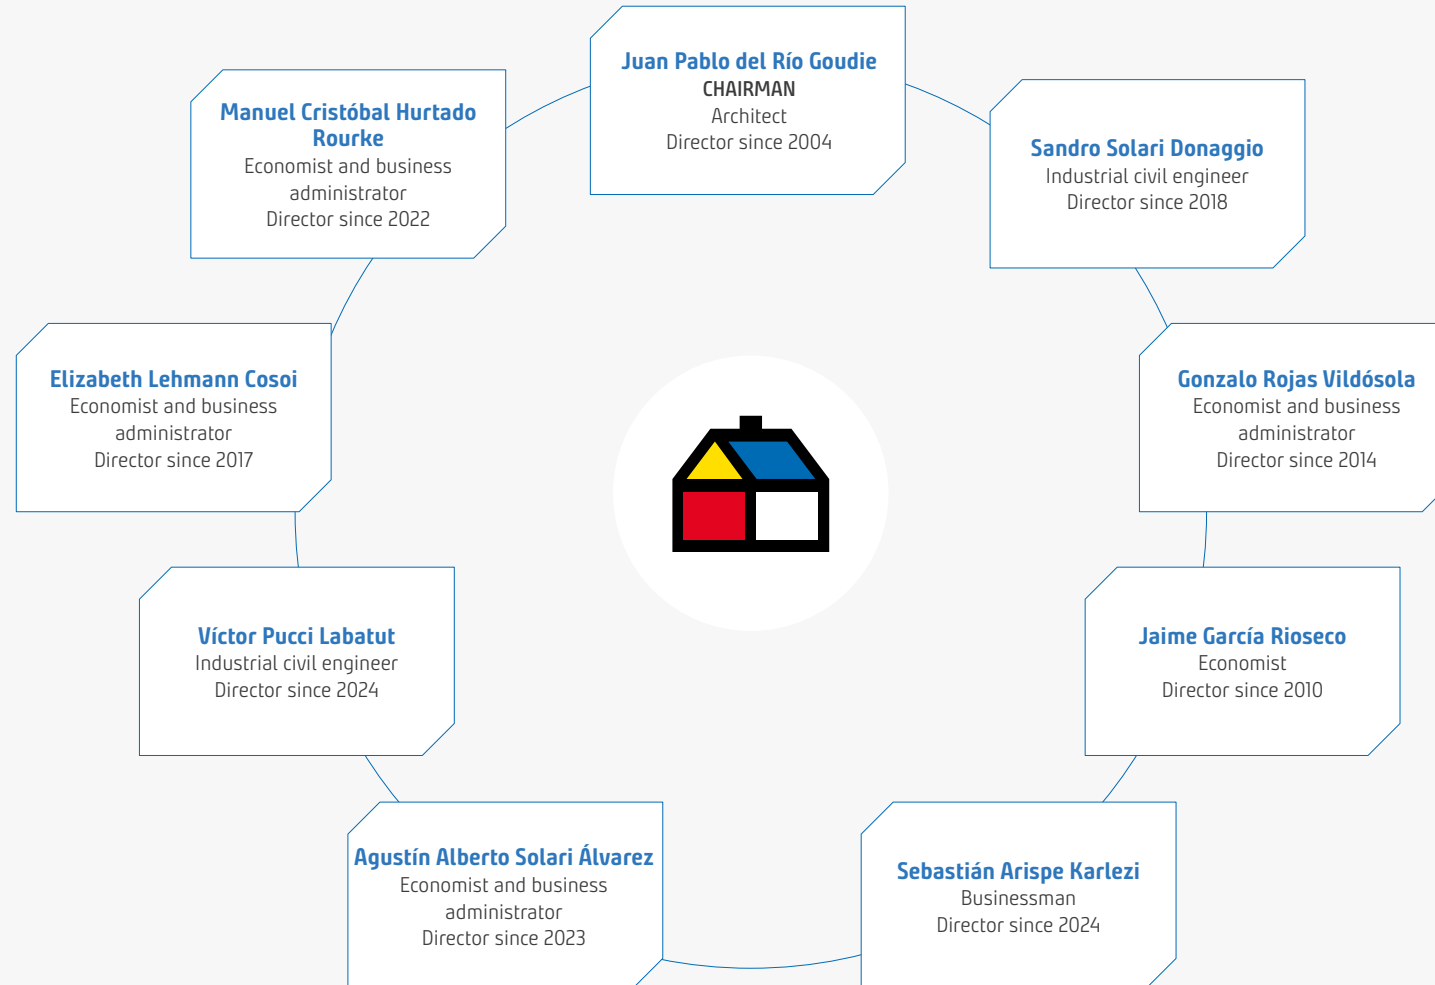 Juan Pablo del Río Goudie
CHAIRMAN
Architect
Director since 2004
Manuel Cristóbal Hurtado
Rourke
Economist and business
administrator
Director since 2022
Sandro Solari Donaggio
Industrial civil engineer
Director since 2018
Elizabeth Lehmann Cosoi
Economist and business
administrator
Director since 2017
Gonzalo Rojas Vildósola
Economist and business
administrator
Director since 2014
Víctor Pucci Labatut
Industrial civil engineer
Director since 2024
Jaime García Rioseco
Economist
Director since 2010
Agustín Alberto Solari Álvarez
Economist and business
administrator
Director since 2023
Sebastián Arispe Karlezi
Businessman
Director since 2024